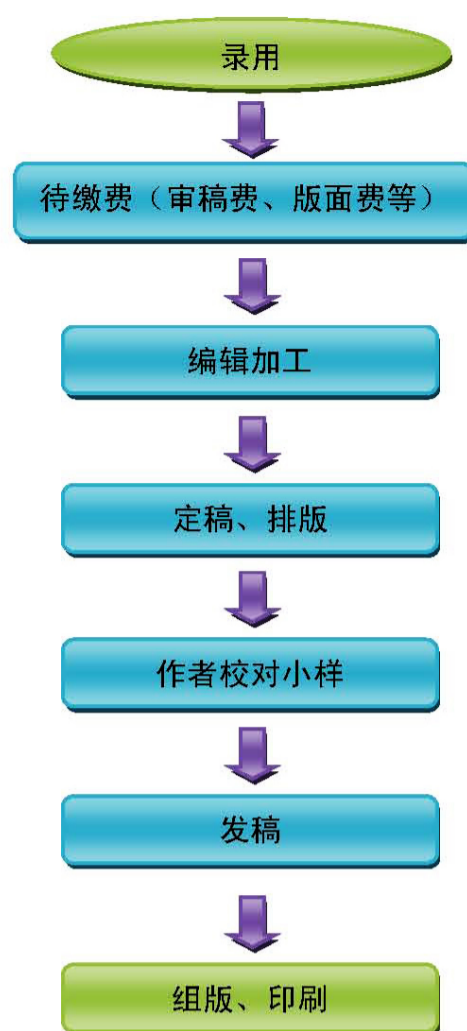 录用
待缴费（审稿费、版面费等）
编辑加工
定稿、排版
作者校对小样
发稿
组版、印刷